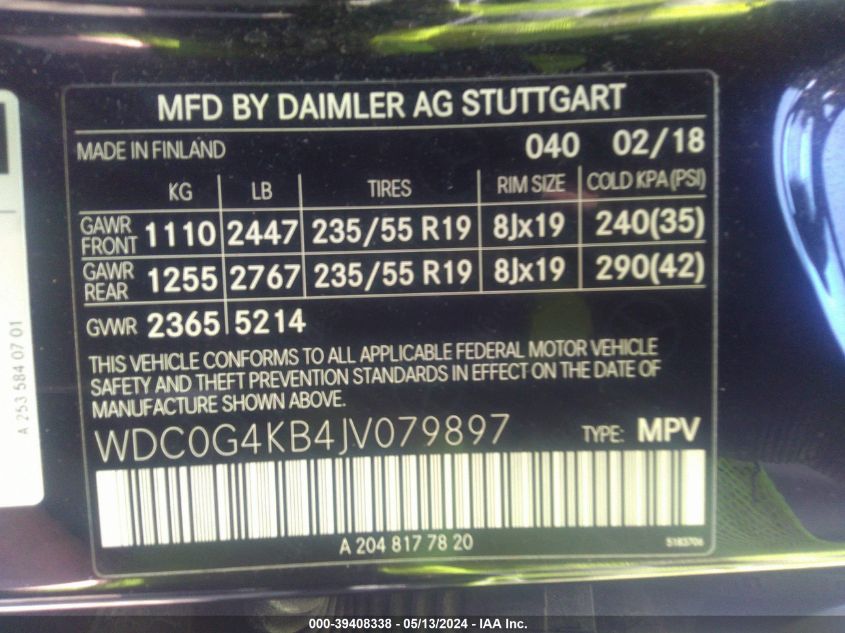 MFD BY DAIMLER AG STUTTGART
MADE IN FINLAND 040 02/18
KG LB TIRES RIM SIZE COLD KPA(PSI)
GAWR FRONT 1110 2447 235/55 R19 8Jx19 240(35)
GAWR REAR 1255 2767 235/55 R19 8Jx19 290(42)
GVWR 2365 5214
THIS VEHICLE CONFORMS TO ALL APPLICABLE FEDERAL MOTOR VEHICLE
SAFETY AND THEFT PREVENTION STANDARDS IN EFFECT ON THE DATE OF
MANUFACTURE SHOWN ABOVE.
WDC0G4KB4JV079897 TYPE: MPV
A 204 817 78 20 5183706
A 253 584 07 01
000-39408338 - 05/13/2024 - IAA Inc.